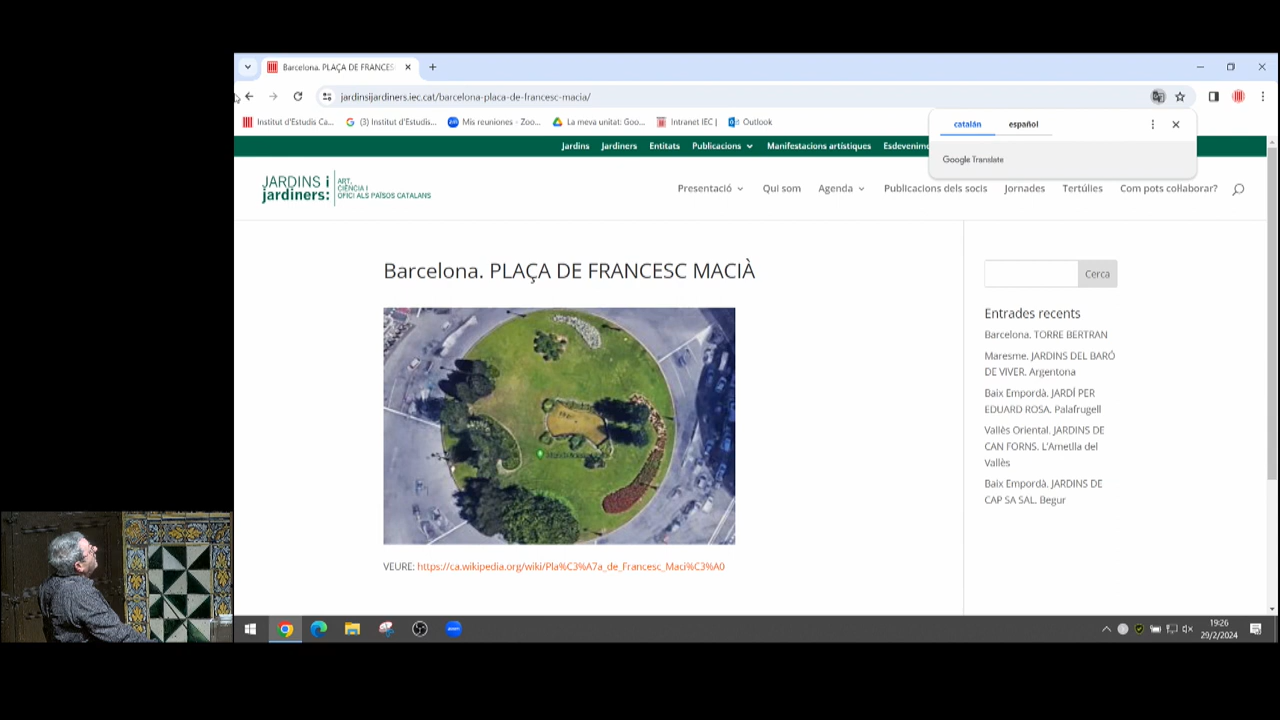 Barcelona. PLAÇA DE FRANCES
jardinsijardiners.iec.cat/barcelona-placa-de-francesc-macia/
Institut d'Estudis Ca... (3) Institut d'Estudis... Mis reuniones - Zoo... La meva unitat: Goo... Intranet IEC | Outlook
catalán español
Google Translate
Jardins Jardiners Entitats Publicacions Manifestacions artístiques Esdevenime
JARDINS i
jardiners:
ART,
CIÈNCIA I
OFICI ALS PAÏSOS CATALANS
Presentació Qui som Agenda Publicacions dels socis Jornades Tertúlies Com pots col·laborar?
Barcelona. PLAÇA DE FRANCESC MACIÀ
VEURE: https://ca.wikipedia.org/wiki/Pla%C3%A7a_de_Francesc_Maci%C3%A0
Cerca
Entrades recents
Barcelona. TORRE BERTRAN
Maresme. JARDINS DEL BARÓ
DE VIVER. Argentona
Baix Empordà. JARDÍ PER
EDUARD ROSA. Palafrugell
Vallès Oriental. JARDINS DE
CAN FORNS. L'Ametlla del
Vallès
Baix Empordà. JARDINS DE
CAP SA SAL. Begur
zoom
19:26
29/2/2024